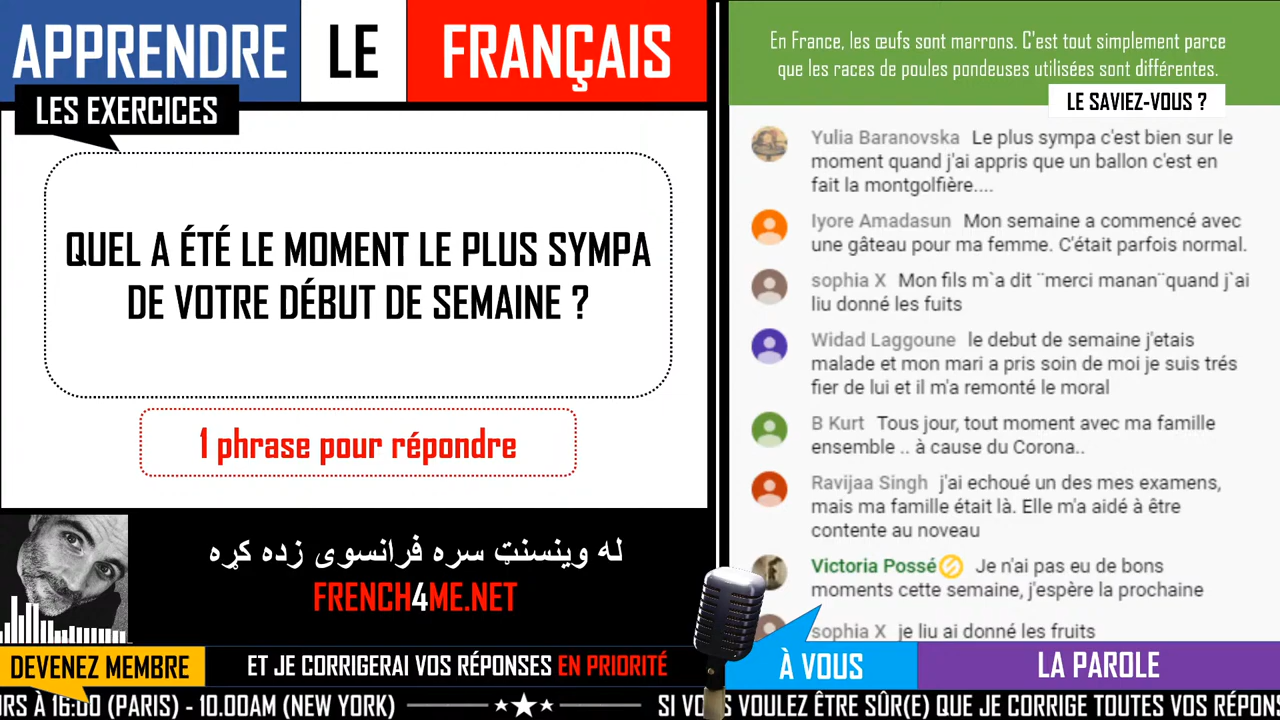 APPRENDRE LE FRANÇAIS
LES EXERCICES
QUEL A ÉTÉ LE MOMENT LE PLUS SYMPA
DE VOTRE DÉBUT DE SEMAINE ?
1 phrase pour répondre
له وینسنټ سره فرانسوی زده کړه
FRENCH4ME.NET
DEVENEZ MEMBRE
ET JE CORRIGERAI VOS RÉPONSES EN PRIORITÉ
En France, les œufs sont marrons. C'est tout simplement parce
que les races de poules pondeuses utilisées sont différentes.
LE SAVIEZ-VOUS ?
Yulia Baranovska Le plus sympa c'est bien sur le
moment quand j'ai appris que un ballon c'est en
fait la montgolfière....
Iyore Amadasun Mon semaine a commencé avec
une gâteau pour ma femme. C'était parfois normal.
sophia X Mon fils m`a dit ¨merci manan¨quand j`ai
liu donné les fuits
Widad Laggoune le debut de semaine j'etais
malade et mon mari a pris soin de moi je suis trés
fier de lui et il m'a remonté le moral
B Kurt Tous jour, tout moment avec ma famille
ensemble .. à cause du Corona..
Ravijaa Singh j'ai echoué un des mes examens,
mais ma famille était là. Elle m'a aidé à être
contente au noveau
Victoria Possé Je n'ai pas eu de bons
moments cette semaine, j'espère la prochaine
sophia X je liu ai donné les fruits
À VOUS
LA PAROLE
RS À 16:00 (PARIS) - 10.00AM (NEW YORK) SI VOUS VOULEZ ÊTRE SÛR(E) QUE JE CORRIGE TOUTES VOS RÉPONS